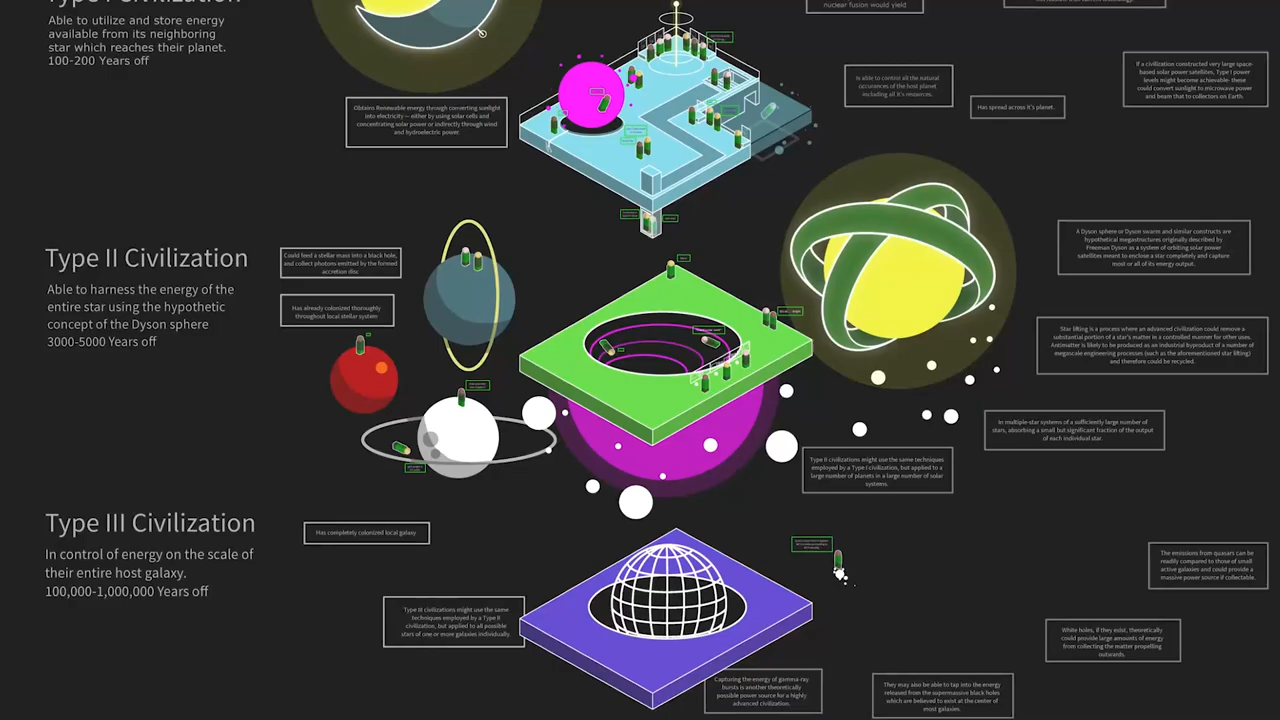 Type I Civilization
Able to utilize and store energy
available from its neighboring
star which reaches their planet.
100-200 Years off
nuclear fusion would yield
Obtains Renewable energy through converting sunlight
into electricity — either by using solar cells and
concentrating solar power or indirectly through wind
and hydroelectric power.
Is able to control all the natural
occurances of the host planet
including all it's resources.
Has spread across it's planet.
If a civilization constructed very large space-
based solar power satellites, Type I power
levels might become achievable- these
could convert sunlight to microwave power
and beam that to collectors on Earth.
Type II Civilization
Able to harness the energy of the
entire star using the hypothetic
concept of the Dyson sphere
3000-5000 Years off
Could feed a stellar mass into a black hole,
and collect photons emitted by the formed
accretion disc
Has already colonized thoroughly
throughout local stellar system
A Dyson sphere or Dyson swarm and similar constructs are
hypothetical megastructures originally described by
Freeman Dyson as a system of orbiting solar power
satellites meant to enclose a star completely and capture
most or all of its energy output.
Star lifting is a process where an advanced civilization could remove a
substantial portion of a star's matter in a controlled manner for other uses.
Antimatter is likely to be produced as an industrial byproduct of a number of
megascale engineering processes (such as the aforementioned star lifting)
and therefore could be recycled.
In multiple-star systems of a sufficiently large number of
stars, absorbing a small but significant fraction of the output
of each individual star.
Type II civilizations might use the same techniques
employed by a Type I civilization, but applied to a
large number of planets in a large number of solar
systems.
Type III Civilization
In control energy on the scale of
their entire host galaxy.
100,000-1,000,000 Years off
Has completely colonized local galaxy
Type III civilizations might use the same
techniques employed by a Type II
civilization, but applied to all possible
stars of one or more galaxies individually.
The emissions from quasars can be
readily compared to those of small
active galaxies and could provide a
massive power source if collectable.
White holes, if they exist, theoretically
could provide large amounts of energy
from collecting the matter propelling
outwards.
Capturing the energy of gamma-ray
bursts is another theoretically
possible power source for a highly
advanced civilization.
They may also be able to tap into the energy
released from the supermassive black holes
which are believed to exist at the center of
most galaxies.